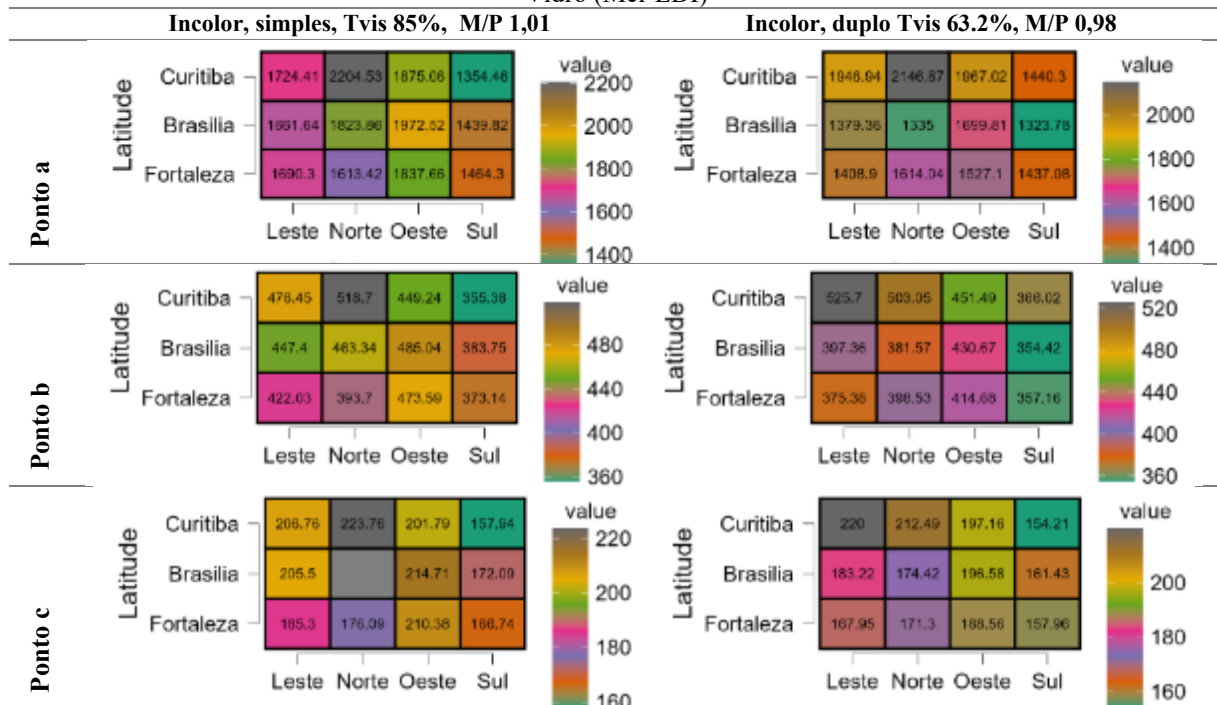 Vidro (Mel-EDI)
Incolor, simples, Tvis 85%, M/P 1,01
Incolor, duplo Tvis 63.2%, M/P 0,98
Ponto a
Latitude
Curitiba 1724.41 2204.53 1875.06 1354.46
Brasilia 1661.64 1823.86 1972.52 1439.82
Fortaleza 1690.3 1613.42 1837.66 1464.3
Leste Norte Oeste Sul
value
2200
2000
1800
1600
1400
Latitude
Curitiba 1946.94 2146.87 1967.02 1440.3
Brasilia 1379.36 1335 1699.81 1323.78
Fortaleza 1408.9 1614.04 1527.1 1437.08
Leste Norte Oeste Sul
value
2000
1800
1600
1400
Ponto b
Latitude
Curitiba 476.45 518.7 449.24 355.38
Brasilia 447.4 463.34 485.04 383.75
Fortaleza 422.03 393.7 473.59 373.14
Leste Norte Oeste Sul
value
480
440
400
360
Latitude
Curitiba 525.7 503.05 451.49 366.02
Brasilia 397.36 381.57 430.67 354.42
Fortaleza 375.38 398.53 414.68 357.16
Leste Norte Oeste Sul
value
520
480
440
400
360
Ponto c
Latitude
Curitiba 206.76 223.76 201.79 157.94
Brasilia 205.5 214.71 172.09
Fortaleza 185.3 176.09 210.38 166.74
Leste Norte Oeste Sul
value
220
200
180
160
Latitude
Curitiba 220 212.49 197.16 154.21
Brasilia 183.22 174.42 196.58 161.43
Fortaleza 167.95 171.3 188.56 157.96
Leste Norte Oeste Sul
value
200
180
160